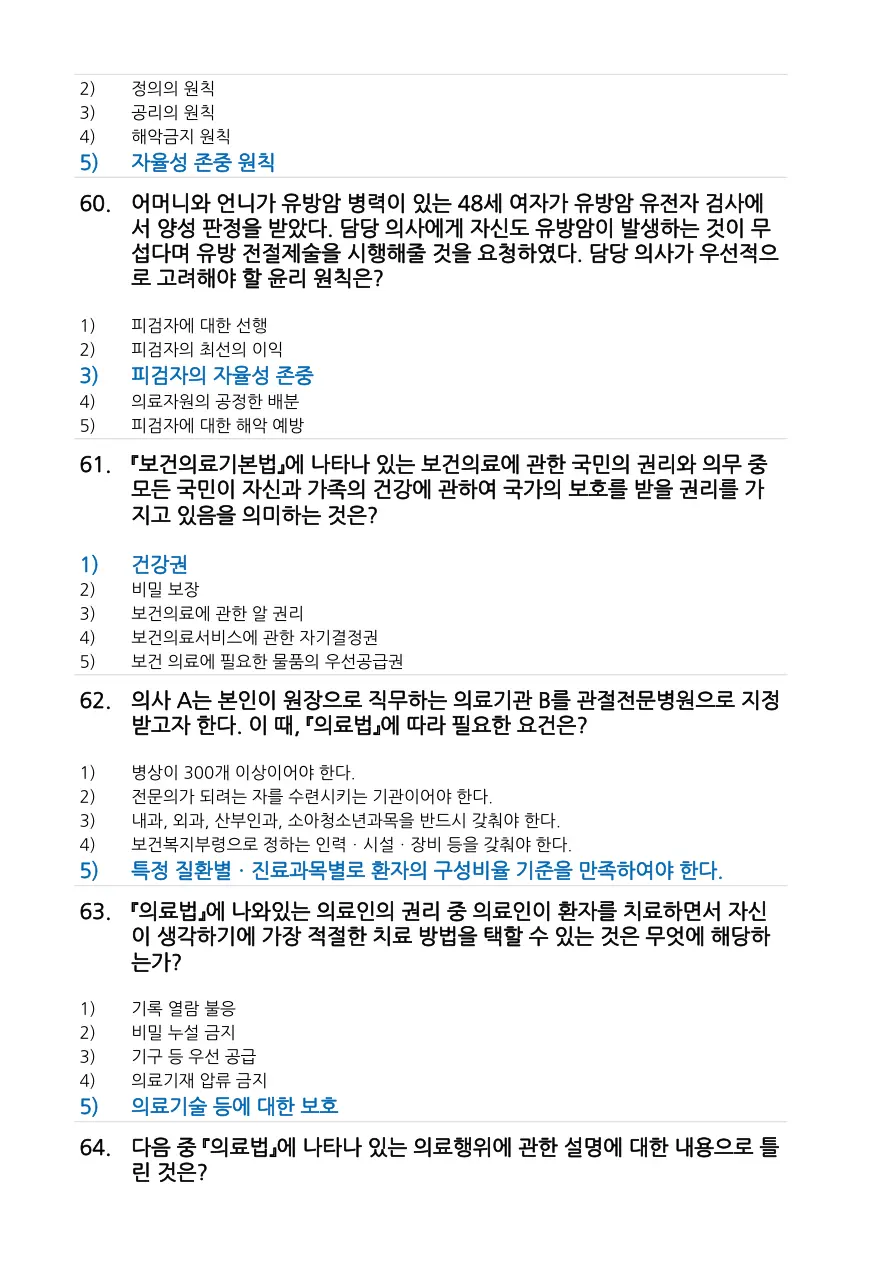 2) 정의의 원칙
3) 공리의 원칙
4) 해악금지 원칙
5) 자율성 존중 원칙
60. 어머니와 언니가 유방암 병력이 있는 48세 여자가 유방암 유전자 검사에
서 양성 판정을 받았다. 담당 의사에게 자신도 유방암이 발생하는 것이 무
섭다며 유방 전절제술을 시행해줄 것을 요청하였다. 담당 의사가 우선적으
로 고려해야 할 윤리 원칙은?
1) 피검자에 대한 선행
2) 피검자의 최선의 이익
3) 피검자의 자율성 존중
4) 의료자원의 공정한 배분
5) 피검자에 대한 해악 예방
61. 『보건의료기본법』에 나타나 있는 보건의료에 관한 국민의 권리와 의무 중
모든 국민이 자신과 가족의 건강에 관하여 국가의 보호를 받을 권리를 가
지고 있음을 의미하는 것은?
1) 건강권
2) 비밀 보장
3) 보건의료에 관한 알 권리
4) 보건의료서비스에 관한 자기결정권
5) 보건 의료에 필요한 물품의 우선공급권
62. 의사 A는 본인이 원장으로 직무하는 의료기관 B를 관절전문병원으로 지정
받고자 한다. 이 때, 『의료법』에 따라 필요한 요건은?
1) 병상이 300개 이상이어야 한다.
2) 전문의가 되려는 자를 수련시키는 기관이어야 한다.
3) 내과, 외과, 산부인과, 소아청소년과목을 반드시 갖춰야 한다.
4) 보건복지부령으로 정하는 인력 · 시설 · 장비 등을 갖춰야 한다.
5) 특정 질환별 · 진료과목별로 환자의 구성비율 기준을 만족하여야 한다.
63. 『의료법』에 나와있는 의료인의 권리 중 의료인이 환자를 치료하면서 자신
이 생각하기에 가장 적절한 치료 방법을 택할 수 있는 것은 무엇에 해당하
는가?
1) 기록 열람 불응
2) 비밀 누설 금지
3) 기구 등 우선 공급
4) 의료기재 압류 금지
5) 의료기술 등에 대한 보호
64. 다음 중 『의료법』에 나타나 있는 의료행위에 관한 설명에 대한 내용으로 틀
린 것은?